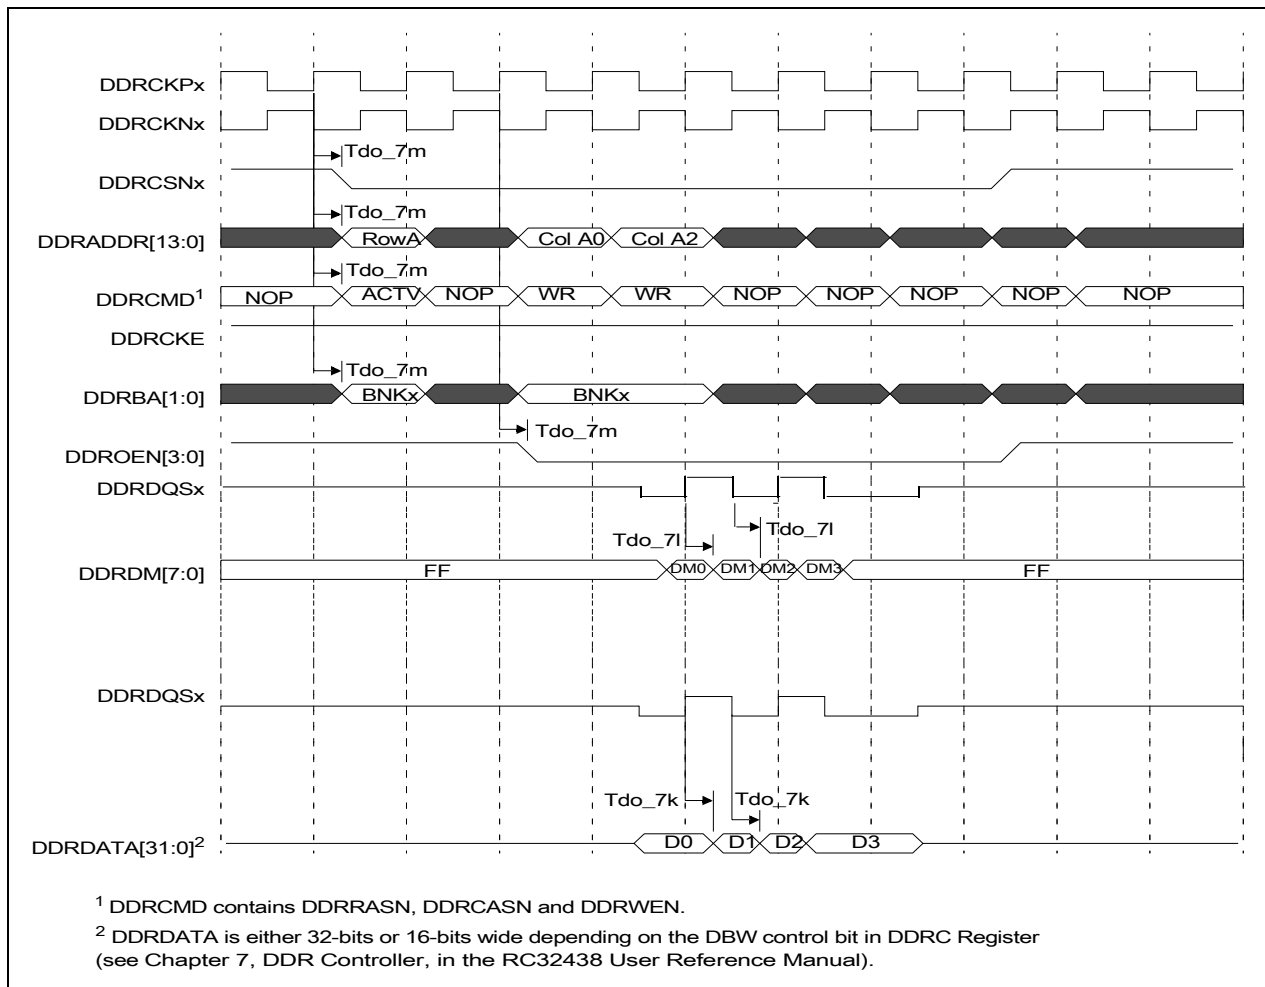 DDRCKPx
DDRCKNx
Tdo_7m
DDRCSNx
Tdo_7m
DDRADDR[13:0] RowA Col A0 Col A2
Tdo_7m
DDRCMD1 NOP ACTV NOP WR WR NOP NOP NOP NOP NOP
DDRCKE
Tdo_7m
DDRBA[1:0] BNKx BNKx
Tdo_7m
DDROEN[3:0]
DDRDQSx
Tdo_7l Tdo_7l
DDRDM[7:0] FF DM0 DM1 DM2 DM3 FF
DDRDQSx
Tdo_7k Tdo_7k
DDRDATA[31:0]2 D0 D1 D2 D3
1 DDRCMD contains DDRRASN, DDRCASN and DDRWEN.
2 DDRDATA is either 32-bits or 16-bits wide depending on the DBW control bit in DDRC Register
(see Chapter 7, DDR Controller, in the RC32438 User Reference Manual).